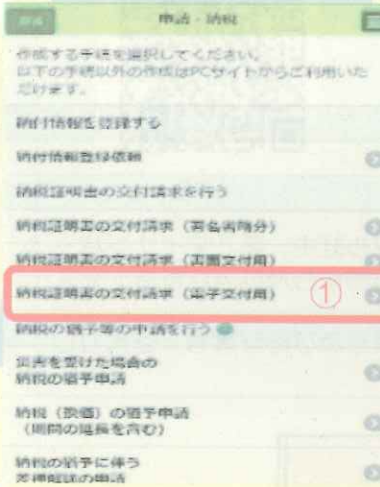 申請・納税
作成する手続を選択してください。
以下の手続以外の作成はPCサイトからご利用いた
だけます。
納付情報を登録する
納付情報登録依頼
納税証明書の交付請求を行う
納税証明書の交付請求（署名省略分）
納税証明書の交付請求（書面交付用）
納税証明書の交付請求（電子交付用） ①
納税の猶予等の申請を行う
災害を受けた場合の
納税の猶予申請
納税（換価）の猶予申請
（期間の延長を含む）
納税の猶予に伴う
差押解除の申請